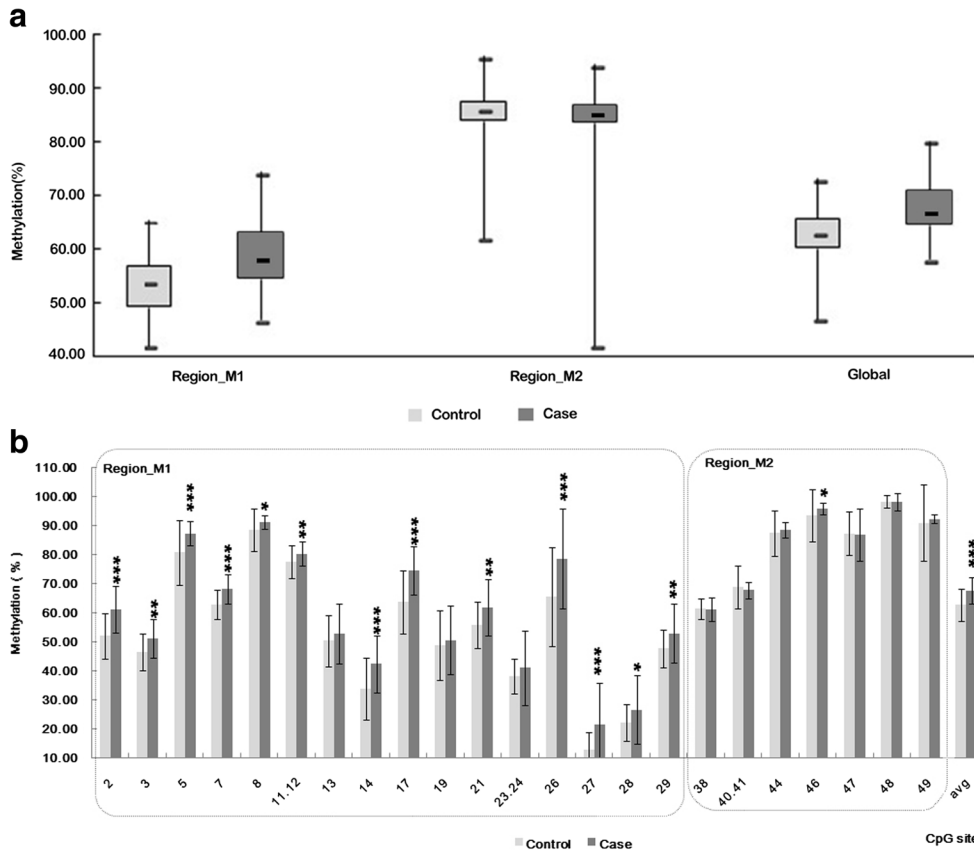 a
100.00
90.00
80.00
70.00
60.00
50.00
40.00
Methylation(%)
Region_M1 Region_M2 Global
Control Case
b
110.00
100.00
90.00
80.00
70.00
60.00
50.00
40.00
30.00
20.00
10.00
Methylation ( % )
Region_M1
Region_M2
*** ** *** *** * ** *** *** ** *** *** * ** * ***
2 3 5 7 8 11.12 13 14 17 19 21 23.24 26 27 28 29 38 40.41 44 46 47 48 49 avg
Control Case
CpG site